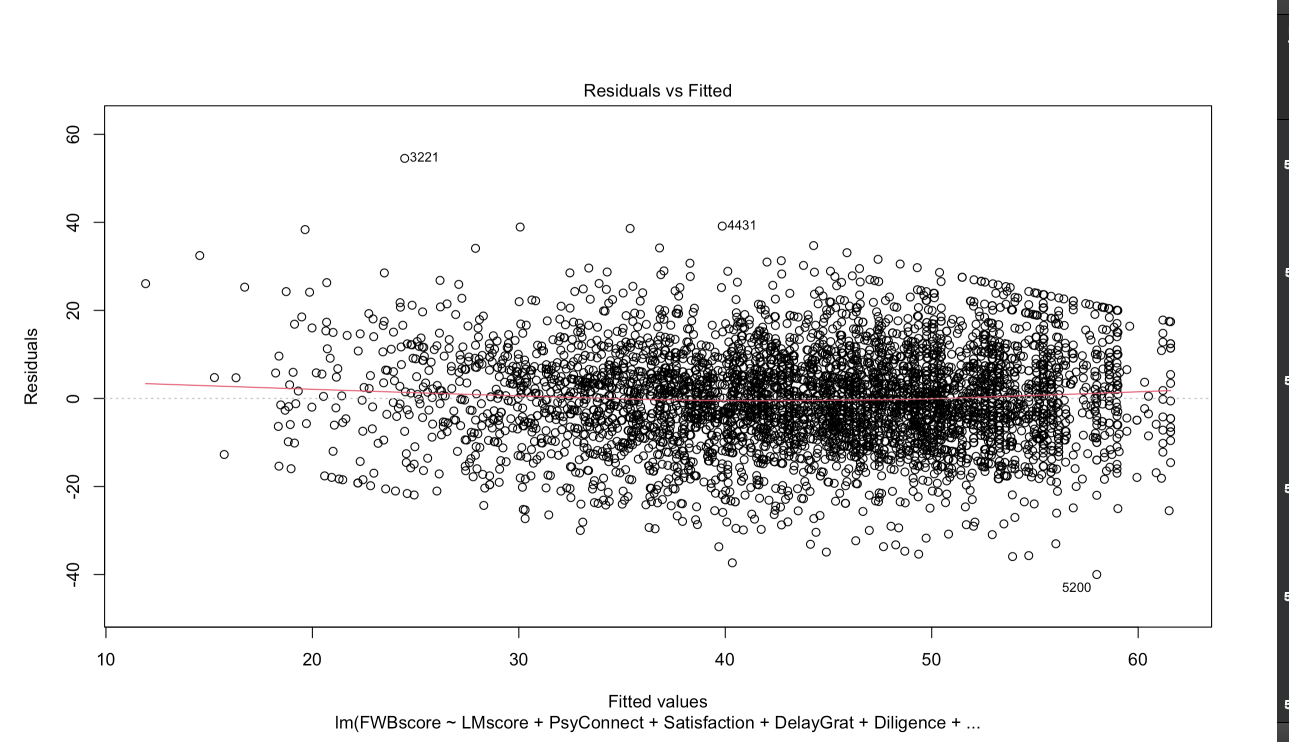 Residuals vs Fitted
60
40
20
0
-20
-40
Residuals
3221
4431
5200
10 20 30 40 50 60
Fitted values
lm(FWBscore ~ LMscore + PsyConnect + Satisfaction + DelayGrat + Diligence + ...